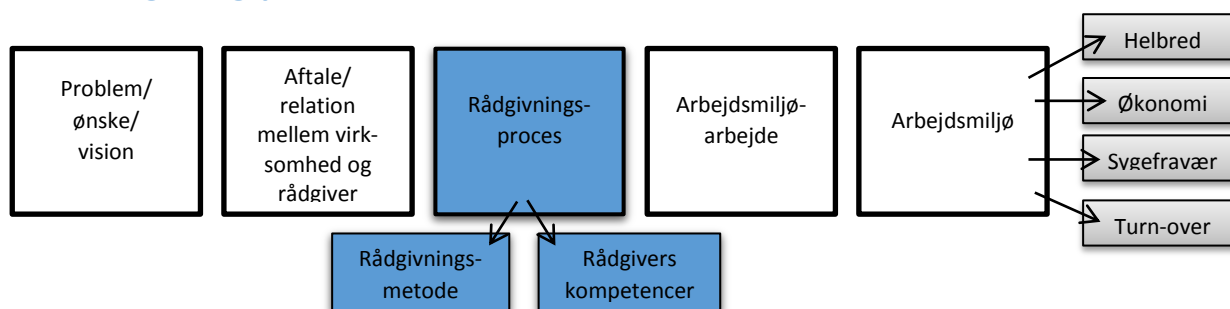 Problem/
ønske/
vision
Aftale/
relation
mellem virk-
somhed og
rådgiver
Rådgivnings-
proces
Arbejdsmiljø-
arbejde
Arbejdsmiljø
Helbred
Økonomi
Sygefravær
Turn-over
Rådgivnings-
metode
Rådgivers
kompetencer